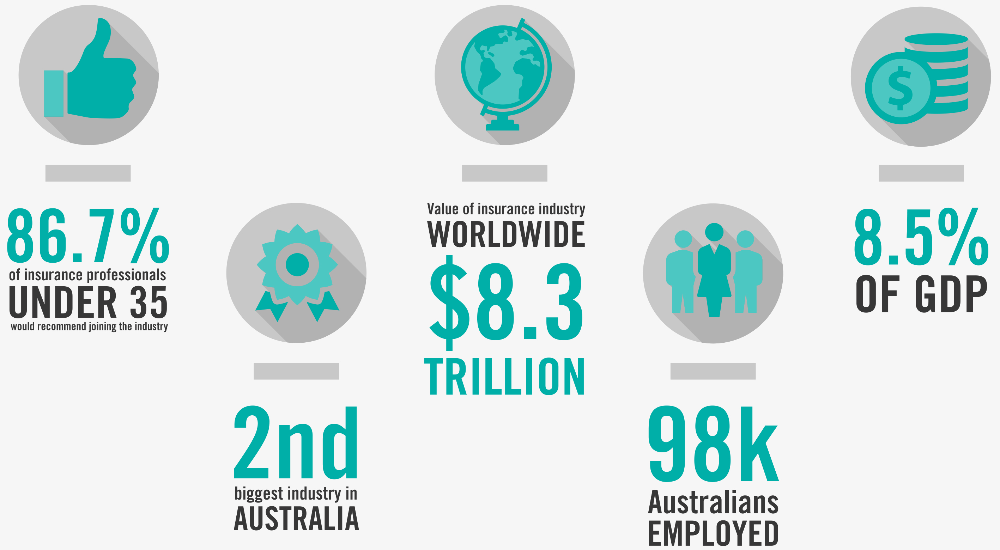 86.7%
of insurance professionals
UNDER 35
would recommend joining the industry
2nd
biggest industry in
AUSTRALIA
Value of insurance industry
WORLDWIDE
$8.3
TRILLION
98k
Australians
EMPLOYED
8.5%
OF GDP
$